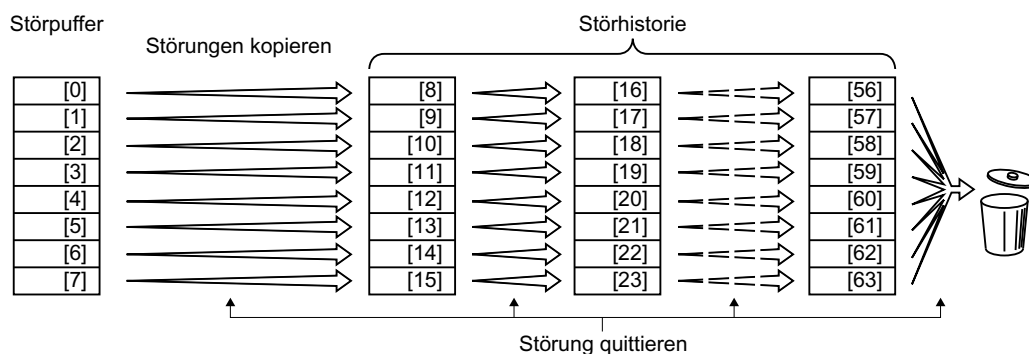 Störpuffer
Störungen kopieren
Störhistorie
[0] [8] [16] [56]
[1] [9] [17] [57]
[2] [10] [18] [58]
[3] [11] [19] [59]
[4] [12] [20] [60]
[5] [13] [21] [61]
[6] [14] [22] [62]
[7] [15] [23] [63]
Störung quittieren